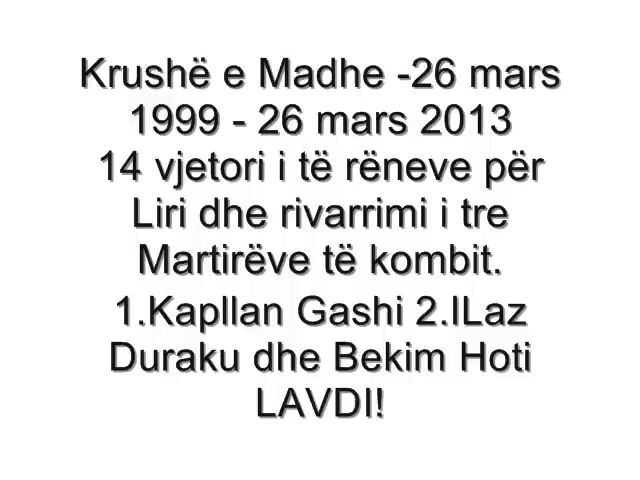 Krushë e Madhe -26 mars
1999 - 26 mars 2013
14 vjetori i të rëneve për
Liri dhe rivarrimi i tre
Martirëve të kombit.
1.Kapllan Gashi 2.ILaz
Duraku dhe Bekim Hoti
LAVDI!